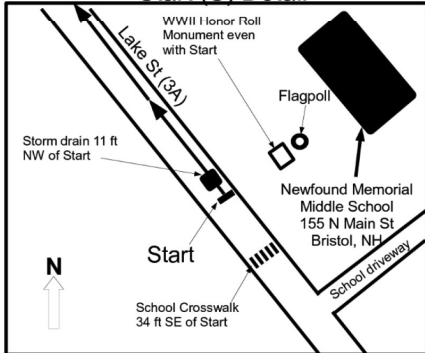 WWII Honor Roll
Monument even
with Start
Lake St (3A)
Flagpoll
Storm drain 11 ft
NW of Start
Newfound Memorial
Middle School
155 N Main St
Bristol, NH
Start
School driveway
N
School Crosswalk
34 ft SE of Start